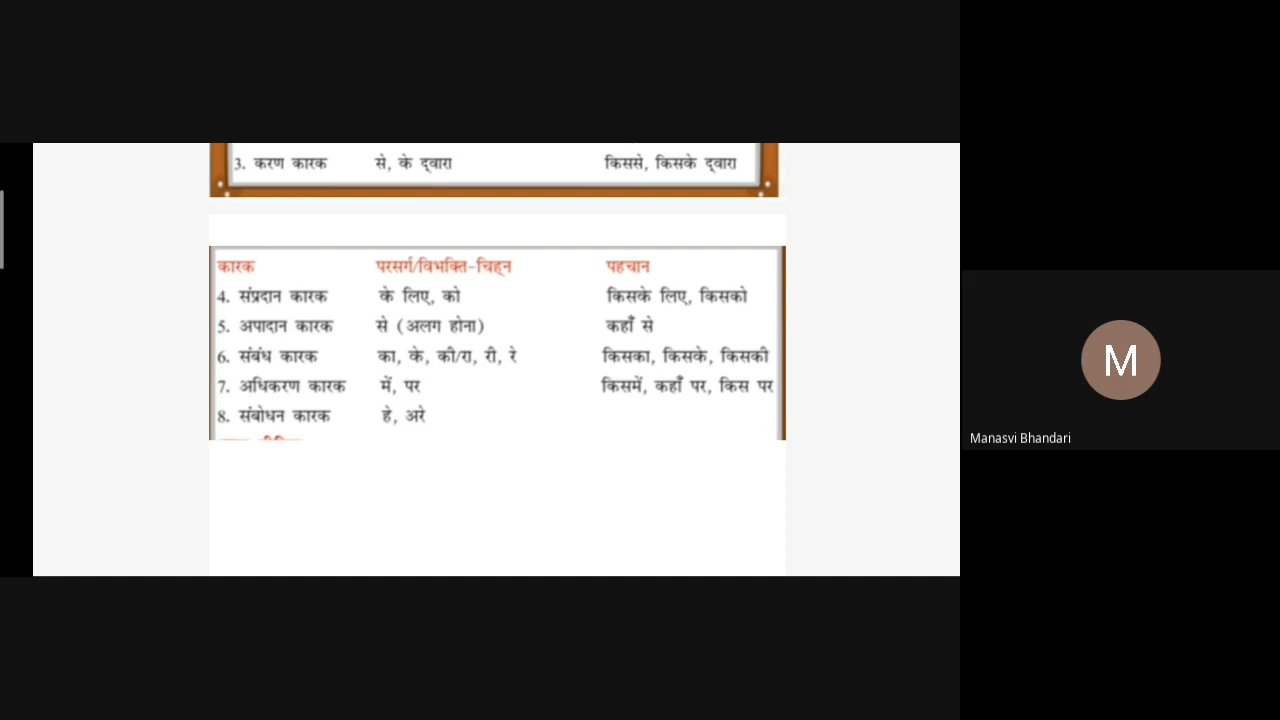 3. करण कारक से, के द्‌वारा किससे, किसके द्‌वारा
कारक परसर्ग/विभक्ति-चिह्‌न पहचान
4. संप्रदान कारक के लिए, को किसके लिए, किसको
5. अपादान कारक से (अलग होना) कहाँ से
6. संबंध कारक का, के, की/रा, री, रे किसका, किसके, किसकी
7. अधिकरण कारक में, पर किसमें, कहाँ पर, किस पर
8. संबोधन कारक हे, अरे
M
Manasvi Bhandari